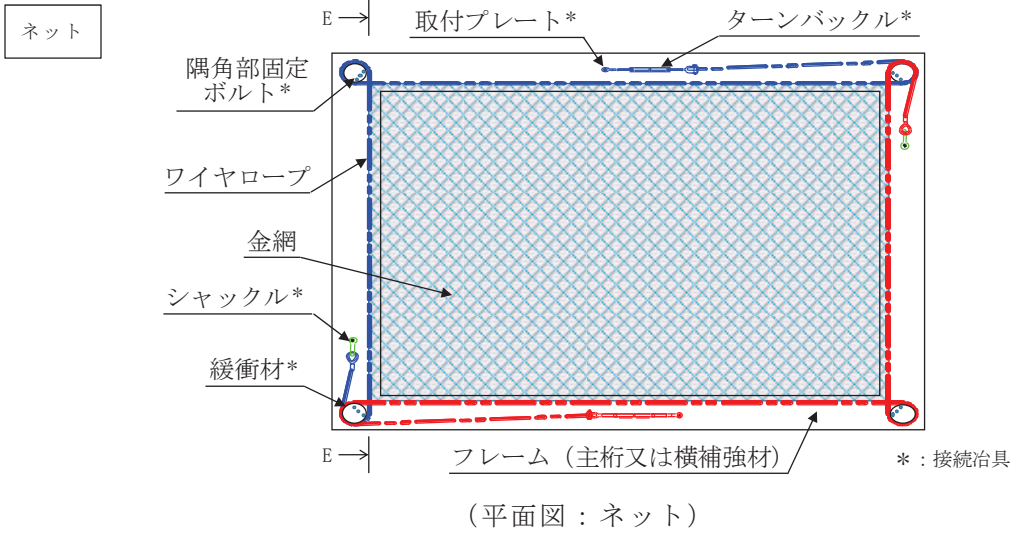 ネット
E
取付プレート*
ターンバックル*
隅角部固定
ボルト*
ワイヤロープ
金網
シャックル*
緩衝材*
E
フレーム（主桁又は横補強材）
*：接続冶具
（平面図：ネット）